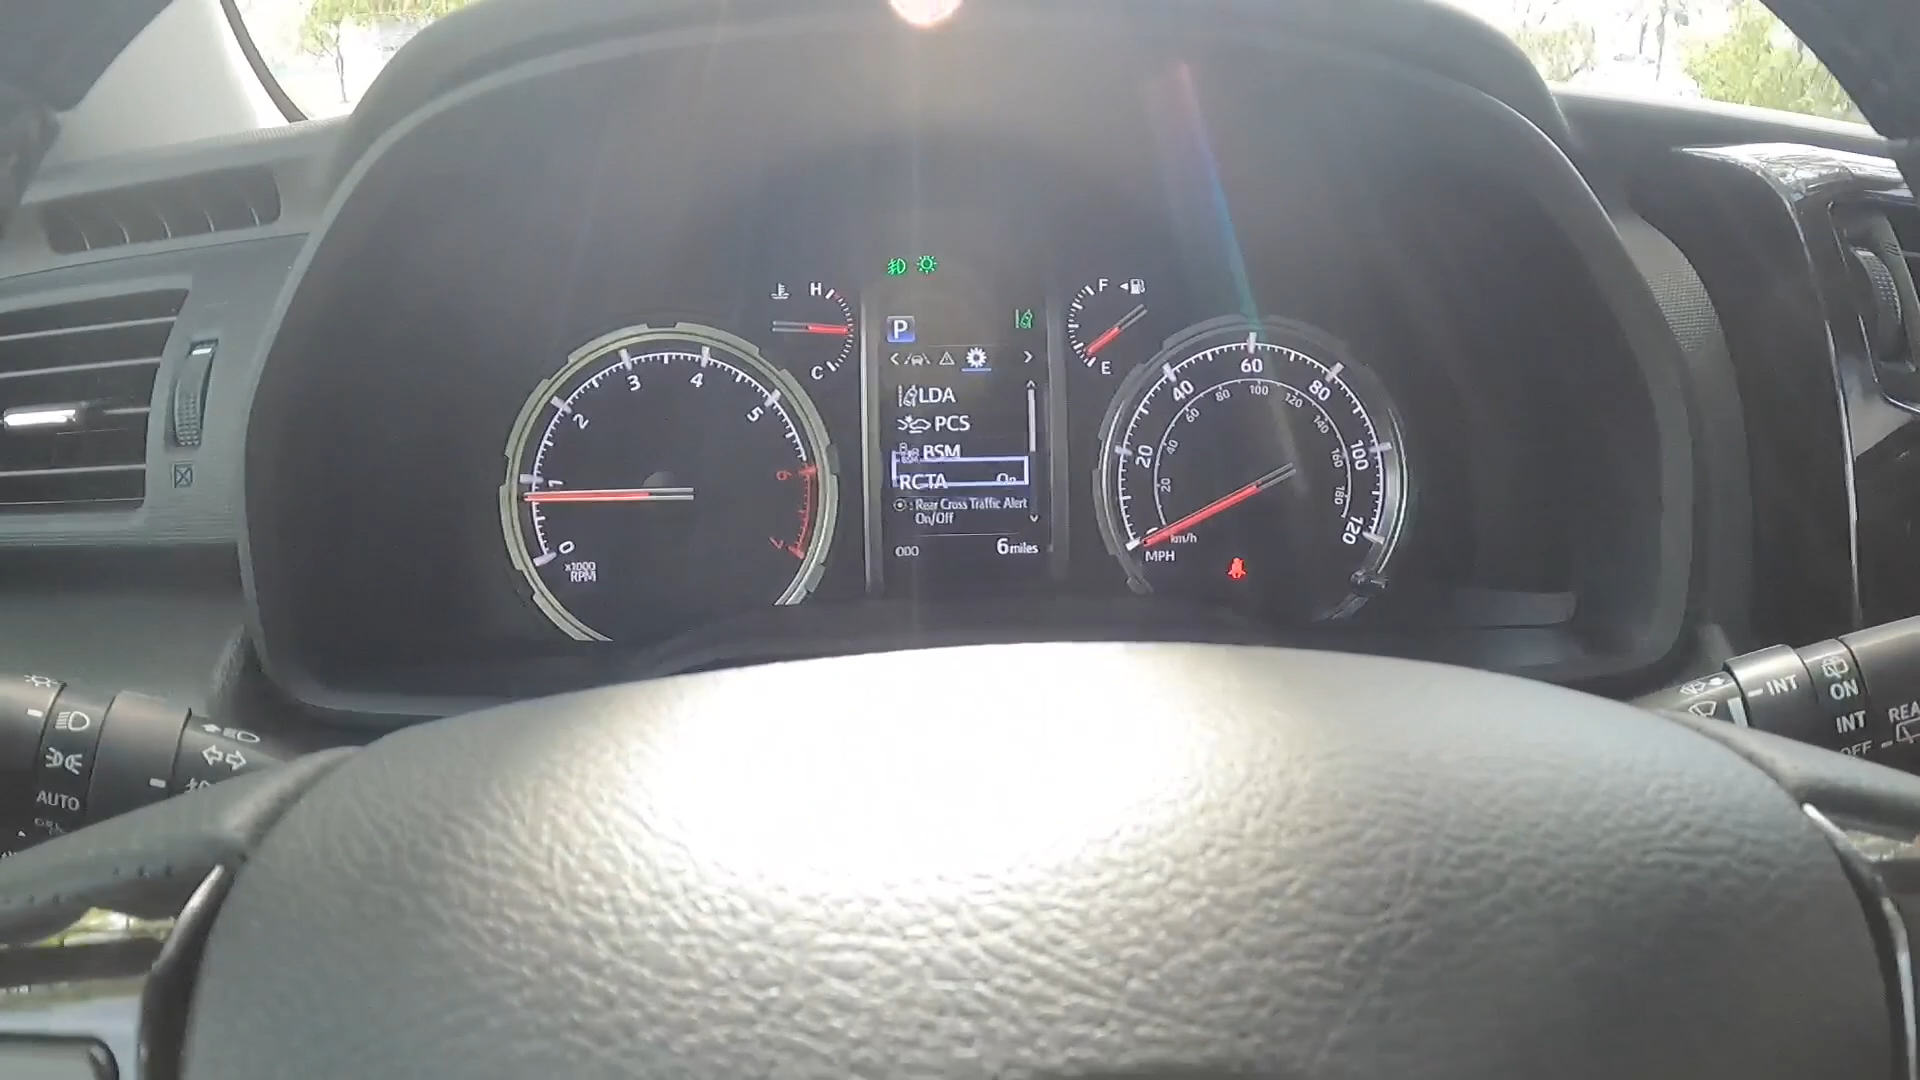 H
C
F
E
P
LDA
PCS
BSM
RCTA On
: Rear Cross Traffic Alert
On/Off
000 6 miles
0
1
2
3
4
5
6
7
x1000
RPM
20
40
60
80
100
120
20
40
60
80
100
120
140
160
180
km/h
MPH
AUTO
INT
ON
INT
OFF